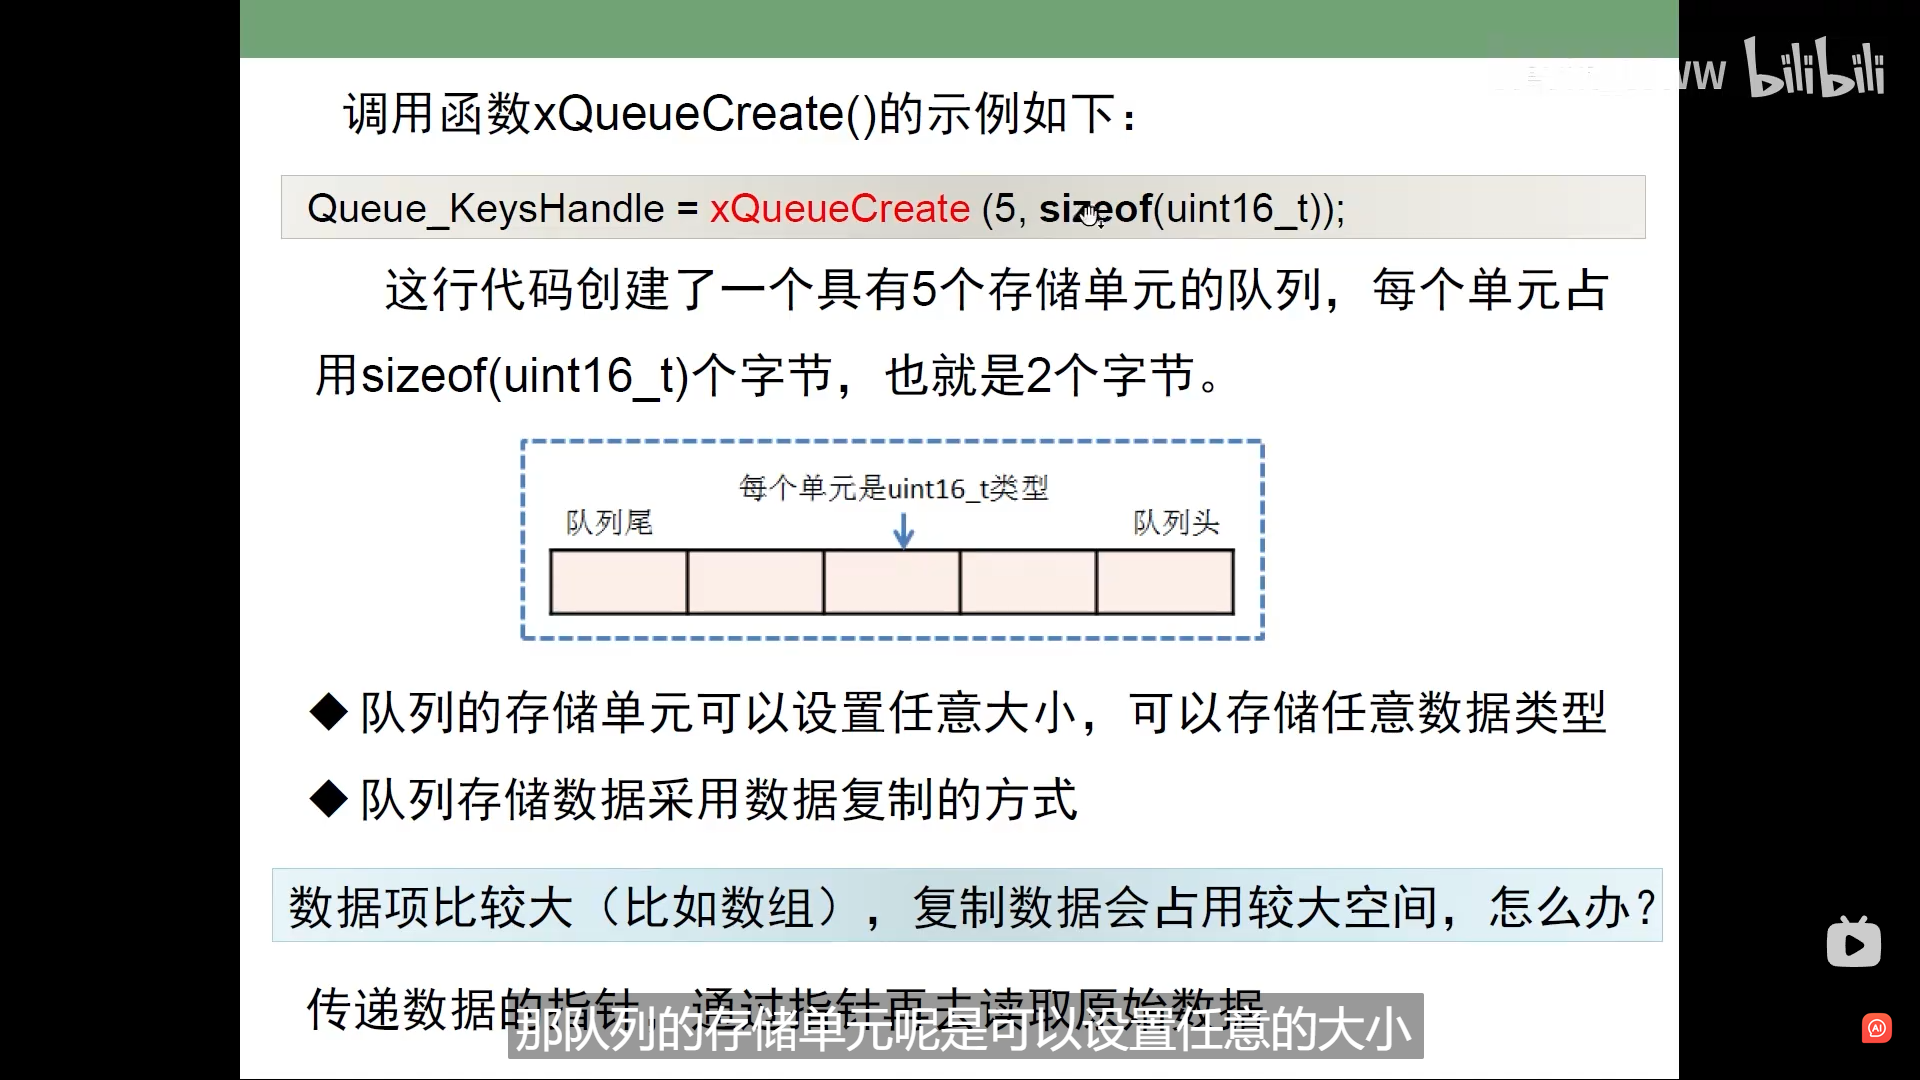 bilibili
调用函数xQueueCreate()的示例如下：
Queue_KeysHandle = xQueueCreate (5, sizeof(uint16_t));
这行代码创建了一个具有5个存储单元的队列，每个单元占
用sizeof(uint16_t)个字节，也就是2个字节。
每个单元是uint16_t类型
队列尾
队列头
◆ 队列的存储单元可以设置任意大小，可以存储任意数据类型
◆ 队列存储数据采用数据复制的方式
数据项比较大（比如数组），复制数据会占用较大空间，怎么办？
传递数据的指针，通过指针再去读取原始数据
那队列的存储单元呢是可以设置任意的大小